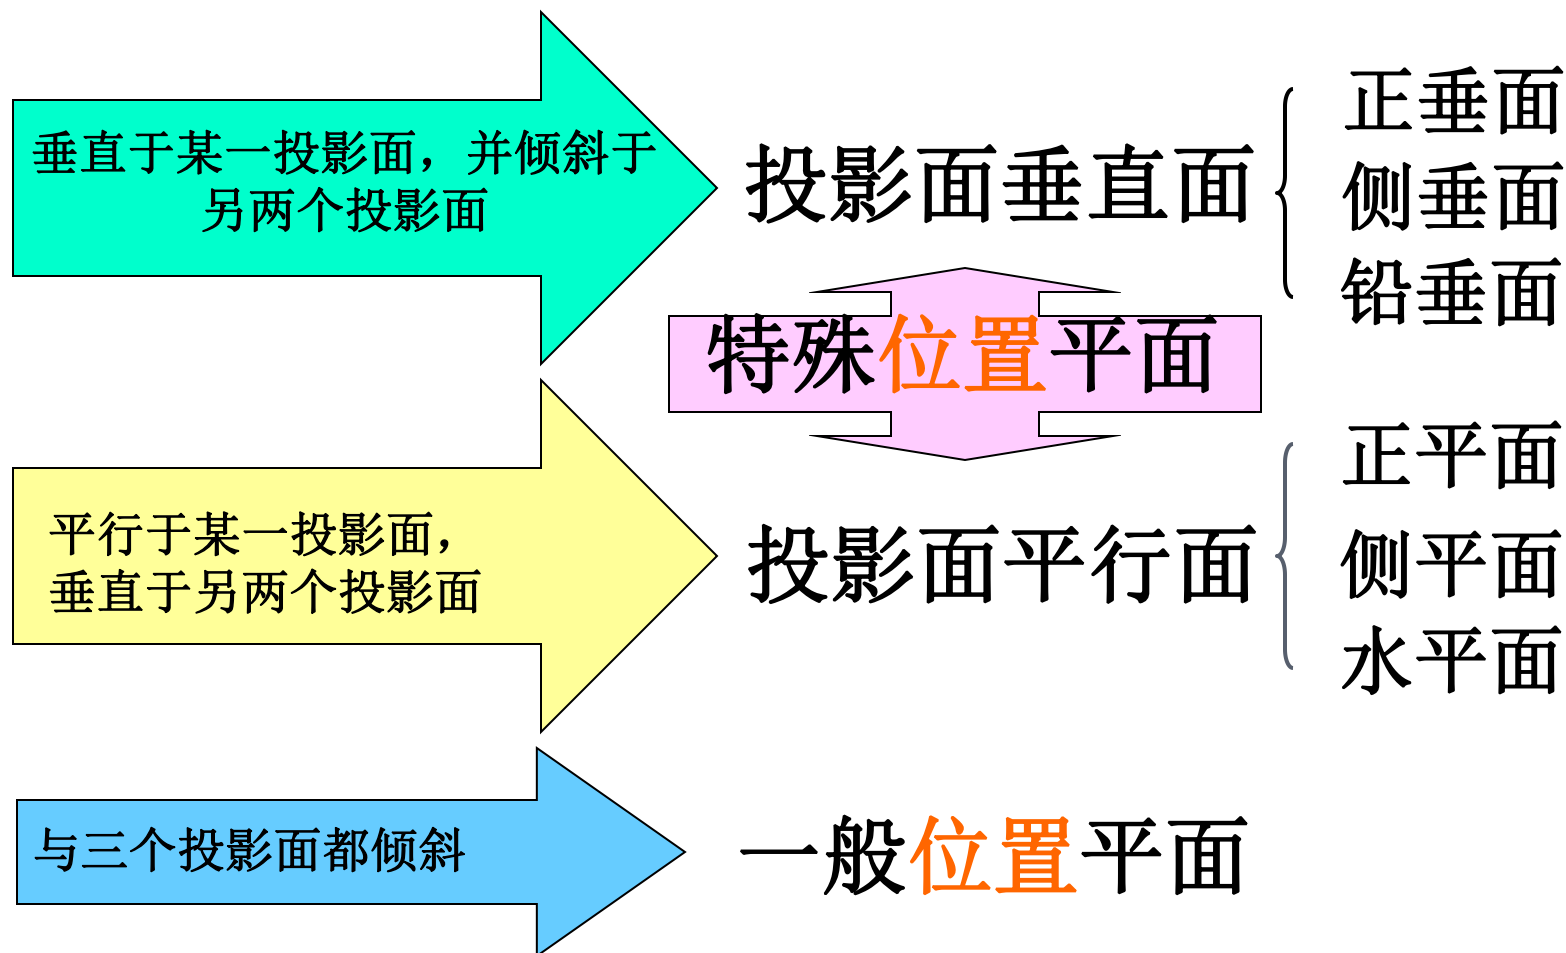 垂直于某一投影面，并倾斜于
另两个投影面
投影面垂直面
正垂面
侧垂面
铅垂面
特殊位置平面
平行于某一投影面，
垂直于另两个投影面
投影面平行面
正平面
侧平面
水平面
与三个投影面都倾斜
一般位置平面